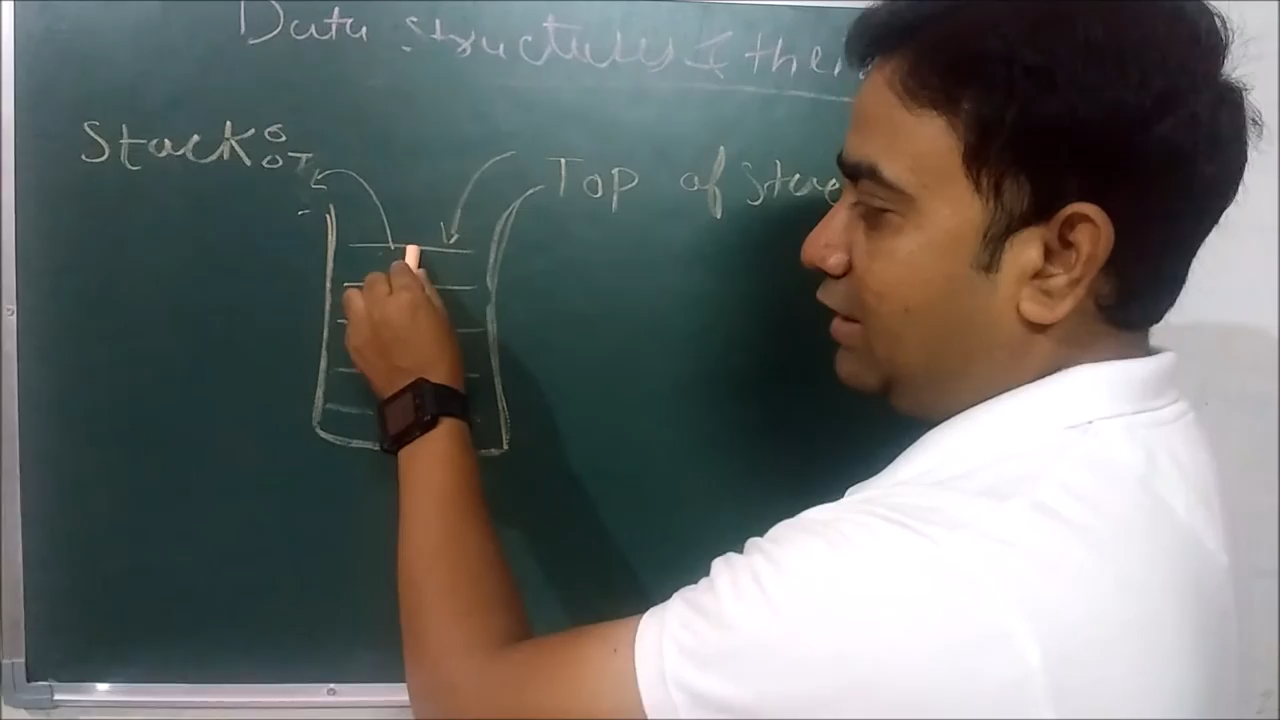 Data structures & their
Stack:
Top of stack